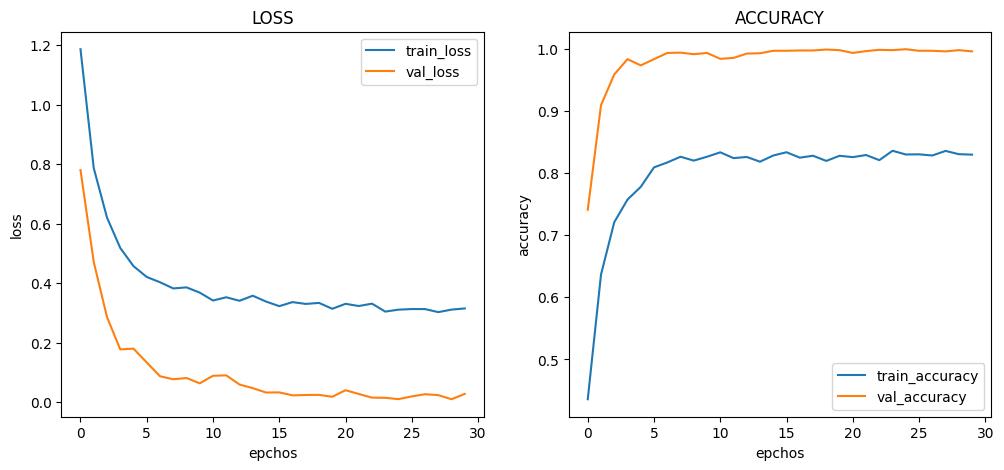 LOSS
train_loss
val_loss
loss
1.2
1.0
0.8
0.6
0.4
0.2
0.0
0 5 10 15 20 25 30
epchos
ACCURACY
accuracy
1.0
0.9
0.8
0.7
0.6
0.5
train_accuracy
val_accuracy
0 5 10 15 20 25 30
epchos